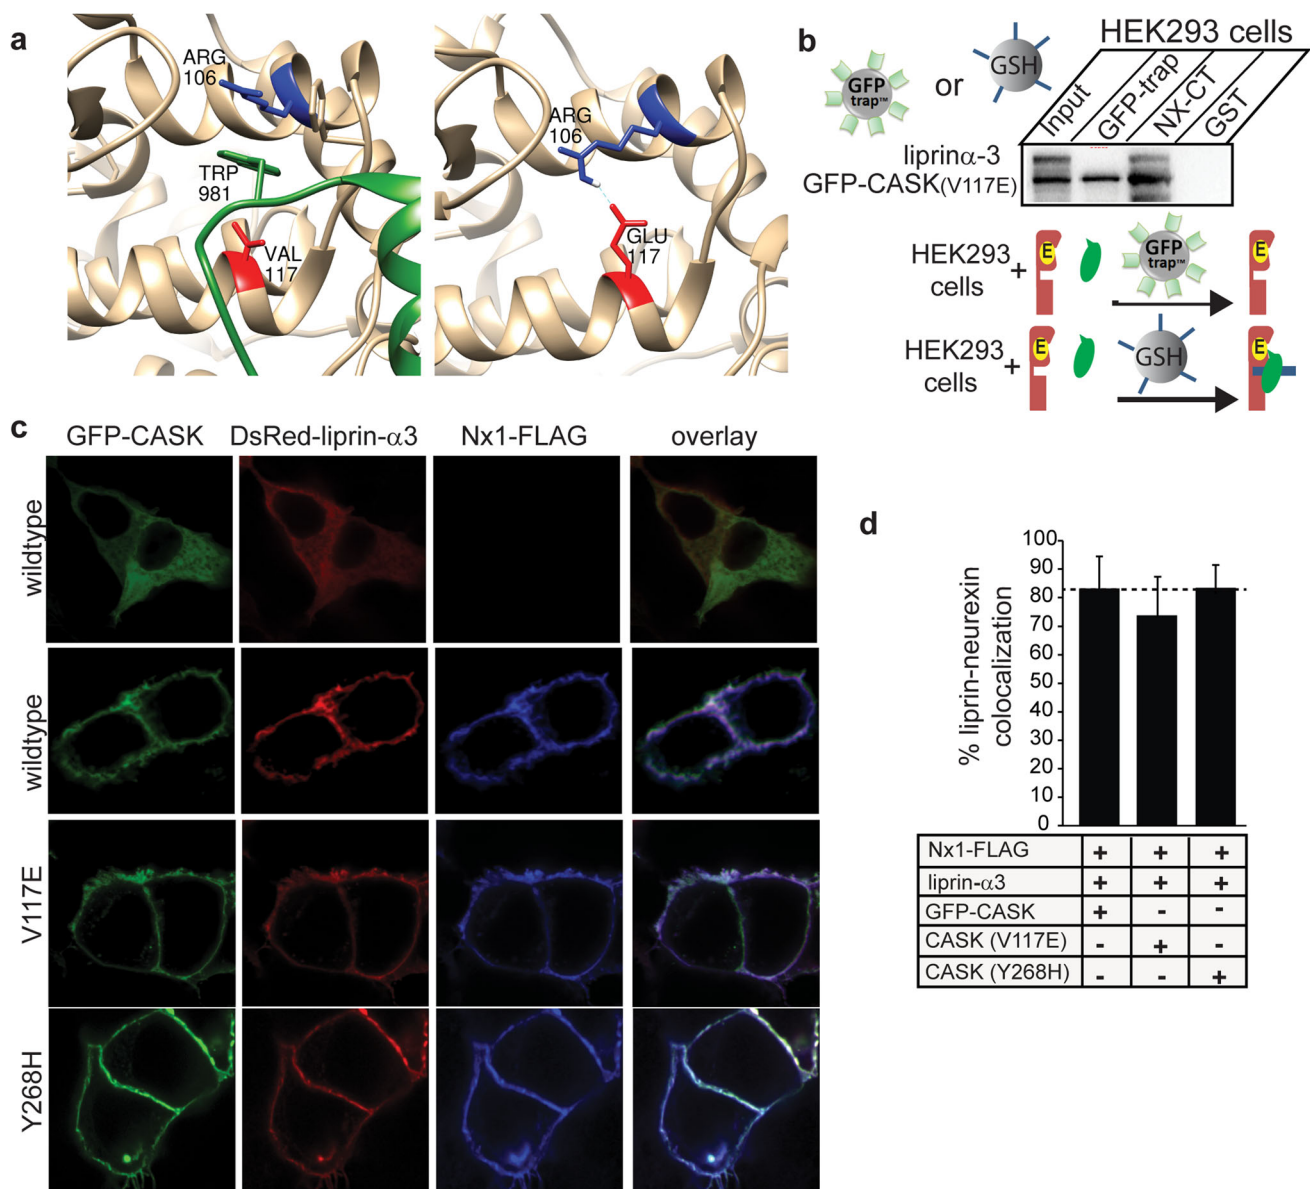 a
ARG
106
TRP
981
VAL
117
ARG
106
GLU
117
b
GFP
trap™
or
GSH
HEK293 cells
Input
GFP-trap
NX-CT
GST
liprinα-3
GFP-CASK(V117E)
HEK293
cells
+
E
GFP
trap™
E
HEK293
cells
+
E
GSH
E
c
GFP-CASK
DsRed-liprin-α3
Nx1-FLAG
overlay
wildtype
wildtype
V117E
Y268H
d
% liprin-neurexin
colocalization
100
90
80
70
60
50
40
30
20
10
0
Nx1-FLAG + + +
liprin-α3 + + +
GFP-CASK + - -
CASK (V117E) - + -
CASK (Y268H) - - +